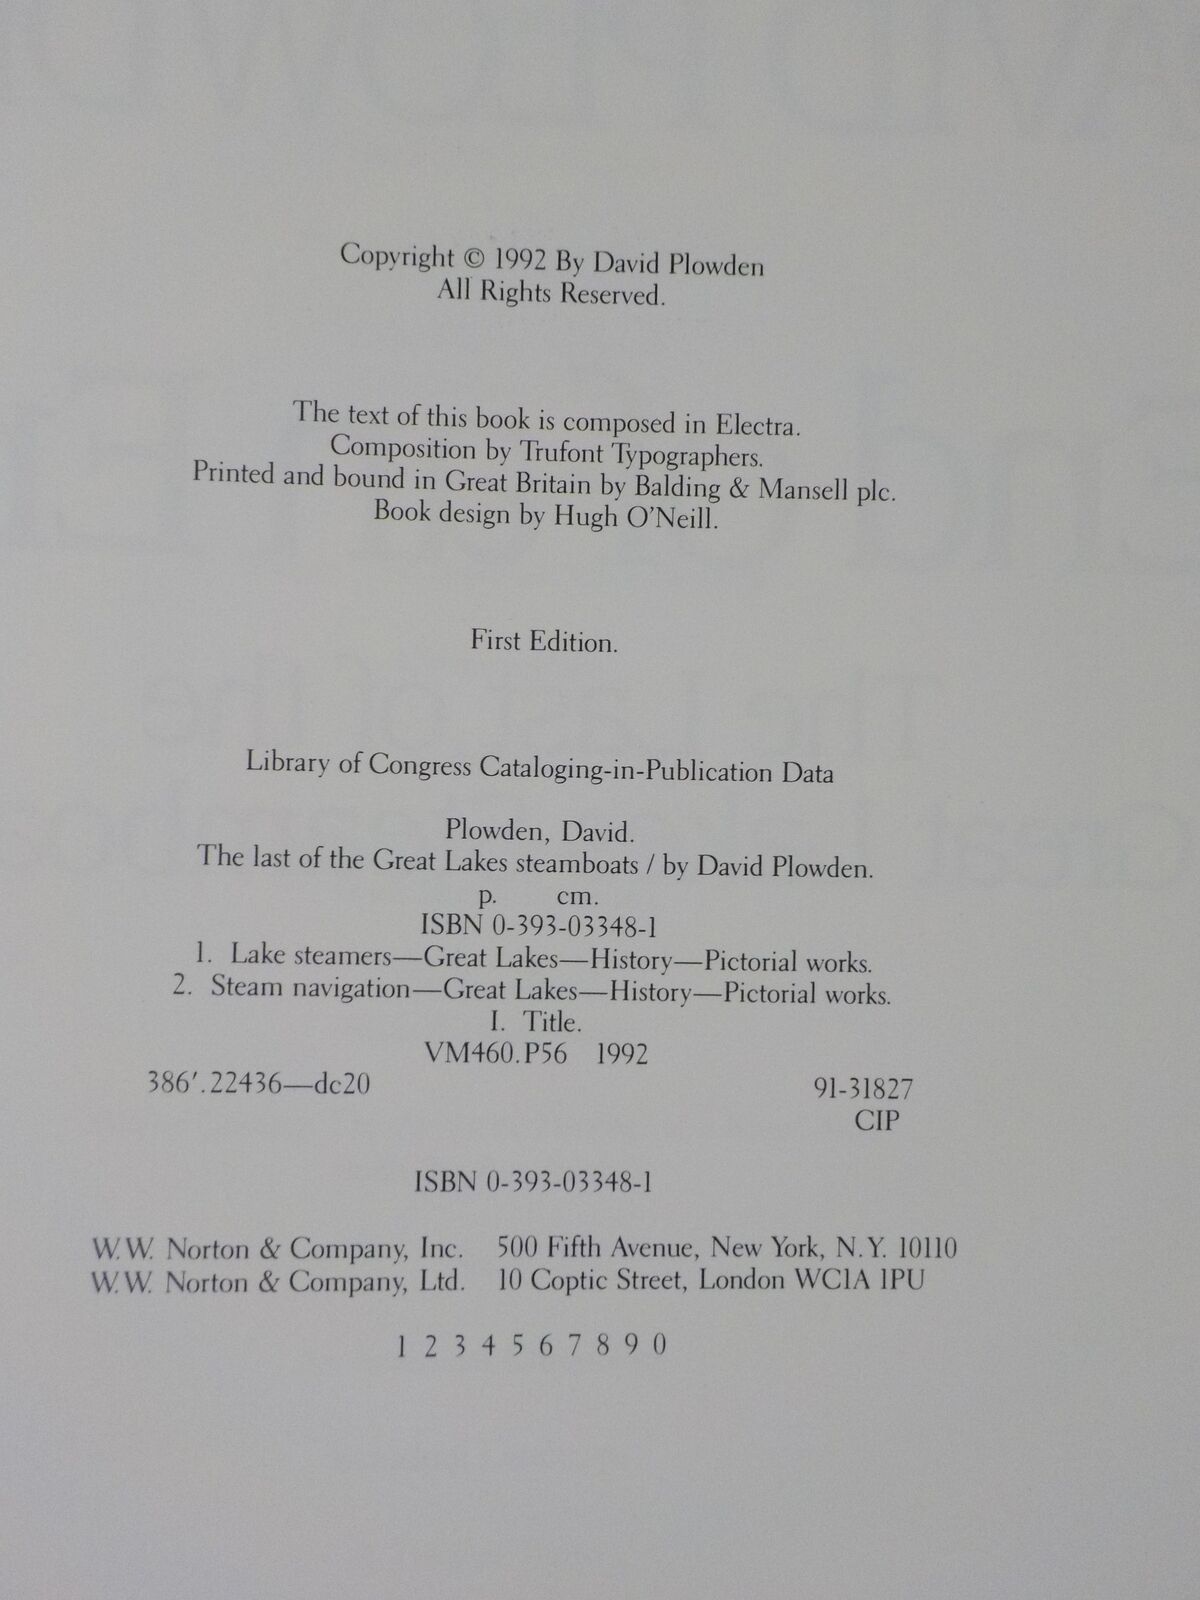 Copyright © 1992 By David Plowden
All Rights Reserved.
The text of this book is composed in Electra.
Composition by Trufont Typographers.
Printed and bound in Great Britain by Balding & Mansell plc.
Book design by Hugh O'Neill.
First Edition.
Library of Congress Cataloging-in-Publication Data
Plowden, David.
The last of the Great Lakes steamboats / by David Plowden.
p. cm.
ISBN 0-393-03348-1
1. Lake steamers—Great Lakes—History—Pictorial works.
2. Steam navigation—Great Lakes—History—Pictorial works.
I. Title.
VM460.P56 1992
386'.22436—dc20 91-31827
CIP
ISBN 0-393-03348-1
W.W. Norton & Company, Inc. 500 Fifth Avenue, New York, N.Y. 10110
W.W. Norton & Company, Ltd. 10 Coptic Street, London WC1A 1PU
1 2 3 4 5 6 7 8 9 0